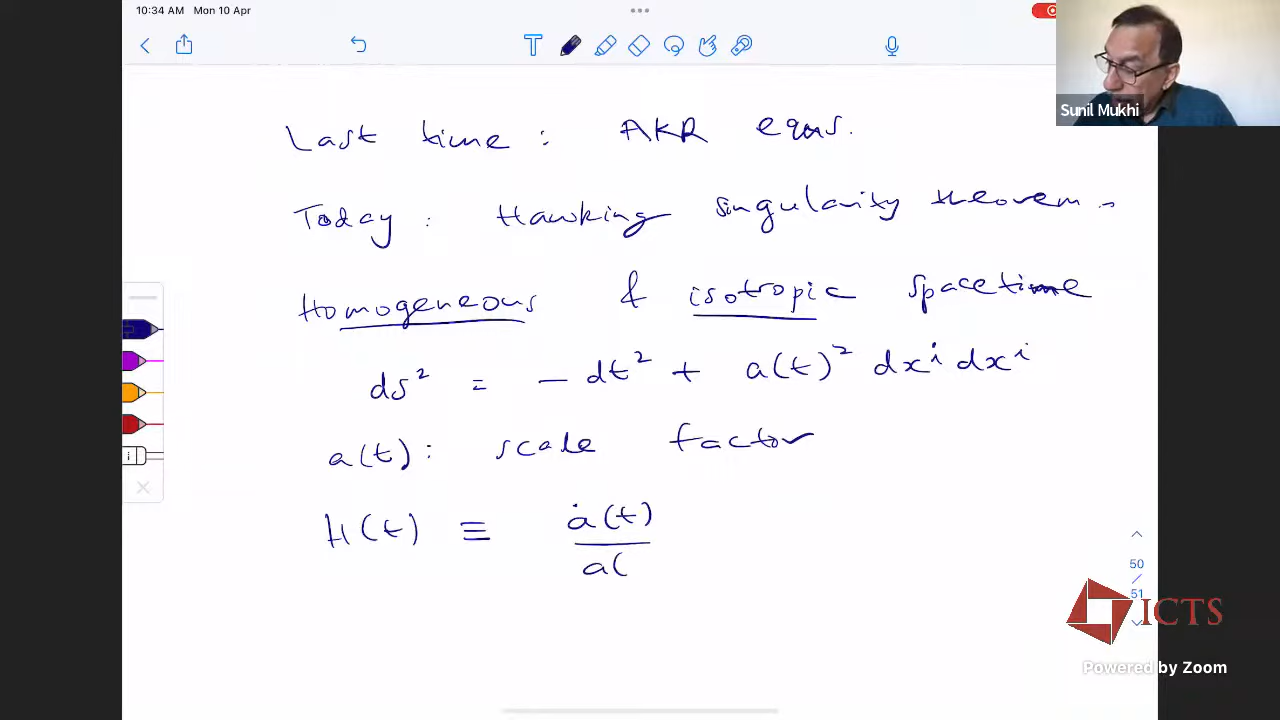 10:34 AM Mon 10 Apr
Sunil Mukhi
Last time : AKR eqns.
Today : Hawking singularity theorem.
Homogeneous & isotropic spacetime
ds² = - dt² + a(t)² dxⁱ dxⁱ
a(t) : scale factor
H(t) ≡ ȧ(t)
a(
50
/
51
ICTS
Powered by Zoom